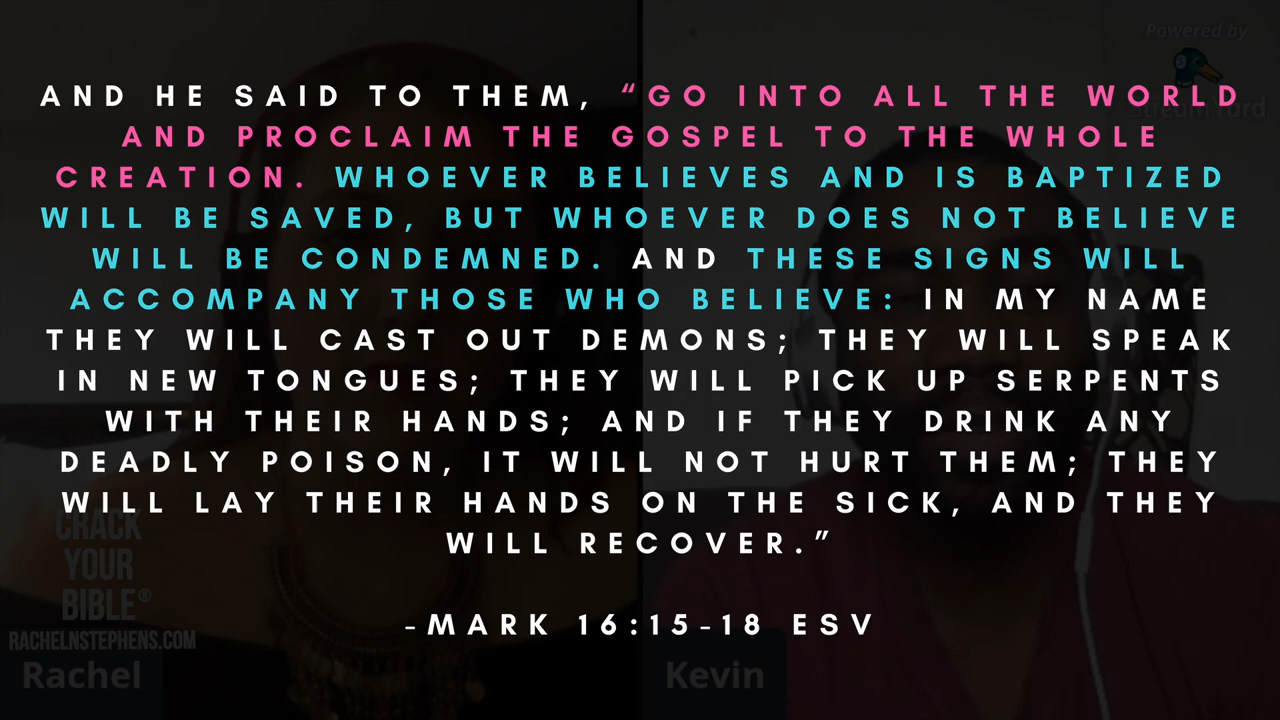 Powered by
StreamYard
AND HE SAID TO THEM, “GO INTO ALL THE WORLD
AND PROCLAIM THE GOSPEL TO THE WHOLE
CREATION. WHOEVER BELIEVES AND IS BAPTIZED
WILL BE SAVED, BUT WHOEVER DOES NOT BELIEVE
WILL BE CONDEMNED. AND THESE SIGNS WILL
ACCOMPANY THOSE WHO BELIEVE: IN MY NAME
THEY WILL CAST OUT DEMONS; THEY WILL SPEAK
IN NEW TONGUES; THEY WILL PICK UP SERPENTS
WITH THEIR HANDS; AND IF THEY DRINK ANY
DEADLY POISON, IT WILL NOT HURT THEM; THEY
WILL LAY THEIR HANDS ON THE SICK, AND THEY
WILL RECOVER.”
-MARK 16:15-18 ESV
CRACK
YOUR
BIBLE®
RACHELNSTEPHENS.COM
Rachel
Kevin